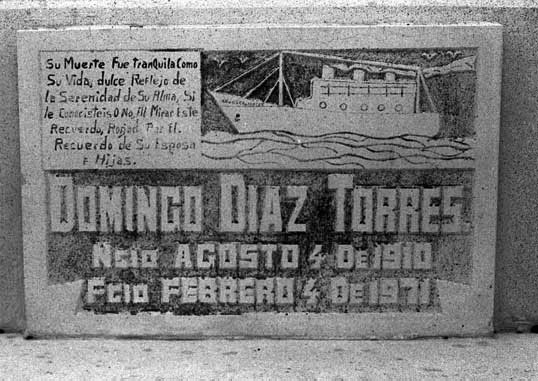 Su Muerte Fue tranquila Como
Su Vida, dulce Reflejo de
la Serenidad de Su Alma, Si
le Conocisteis O No, Al Mirar Este
Recuerdo, Rogad Por El.
Recuerdo de Su Esposa
E Hijas.
DOMINGO DIAZ TORRES.
NCIO AGOSTO 4 DE 1910
FCIO FEBRERO 4 DE 1971